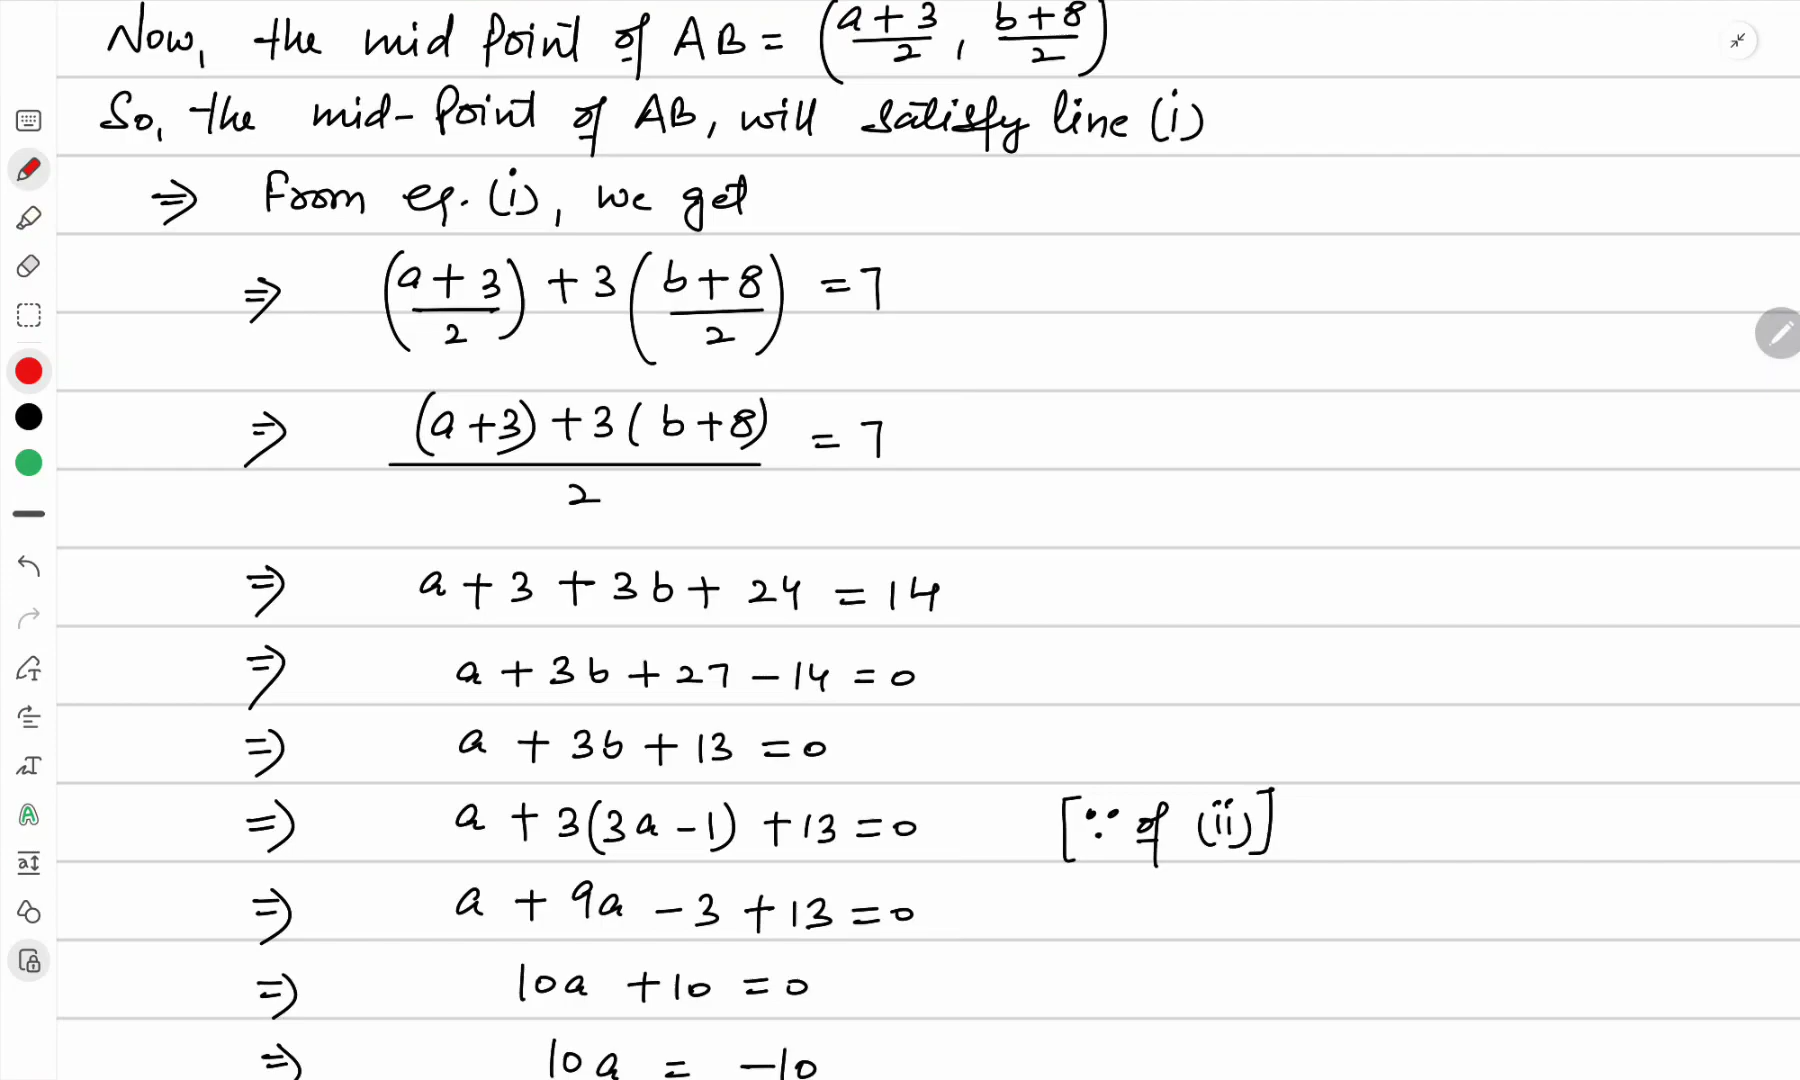 Now, the mid point of AB = ((a+3)/2, (b+8)/2)
So, the mid-point of AB, will satisfy line (i)
⇒ From eq. (i), we get
⇒ ((a+3)/2) + 3((b+8)/2) = 7
⇒ ((a+3) + 3(b+8))/2 = 7
⇒ a + 3 + 3b + 24 = 14
⇒ a + 3b + 27 - 14 = 0
⇒ a + 3b + 13 = 0
⇒ a + 3(3a - 1) + 13 = 0 [∵ of (ii)]
⇒ a + 9a - 3 + 13 = 0
⇒ 10a + 10 = 0
⇒ 10a = -10